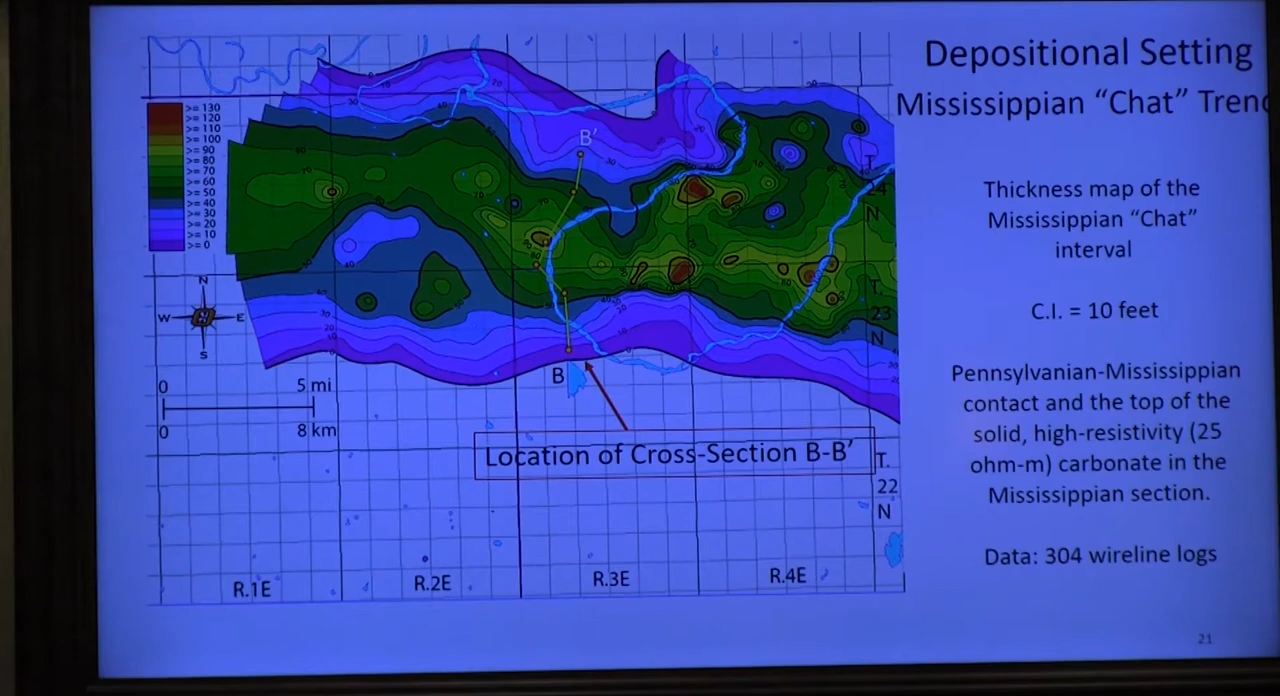 Depositional Setting
Mississippian “Chat” Tren
Thickness map of the
Mississippian “Chat”
interval
C.I. = 10 feet
Pennsylvanian-Mississippian
contact and the top of the
solid, high-resistivity (25
ohm-m) carbonate in the
Mississippian section.
Data: 304 wireline logs
21
>= 130
>= 120
>= 110
>= 100
>= 90
>= 80
>= 70
>= 60
>= 50
>= 40
>= 30
>= 20
>= 10
>= 0
N
W
E
S
0 5 mi
0 8 km
B'
B
Location of Cross-Section B-B’
T.
24
N
T.
23
N
T.
22
N
R.1E
R.2E
R.3E
R.4E